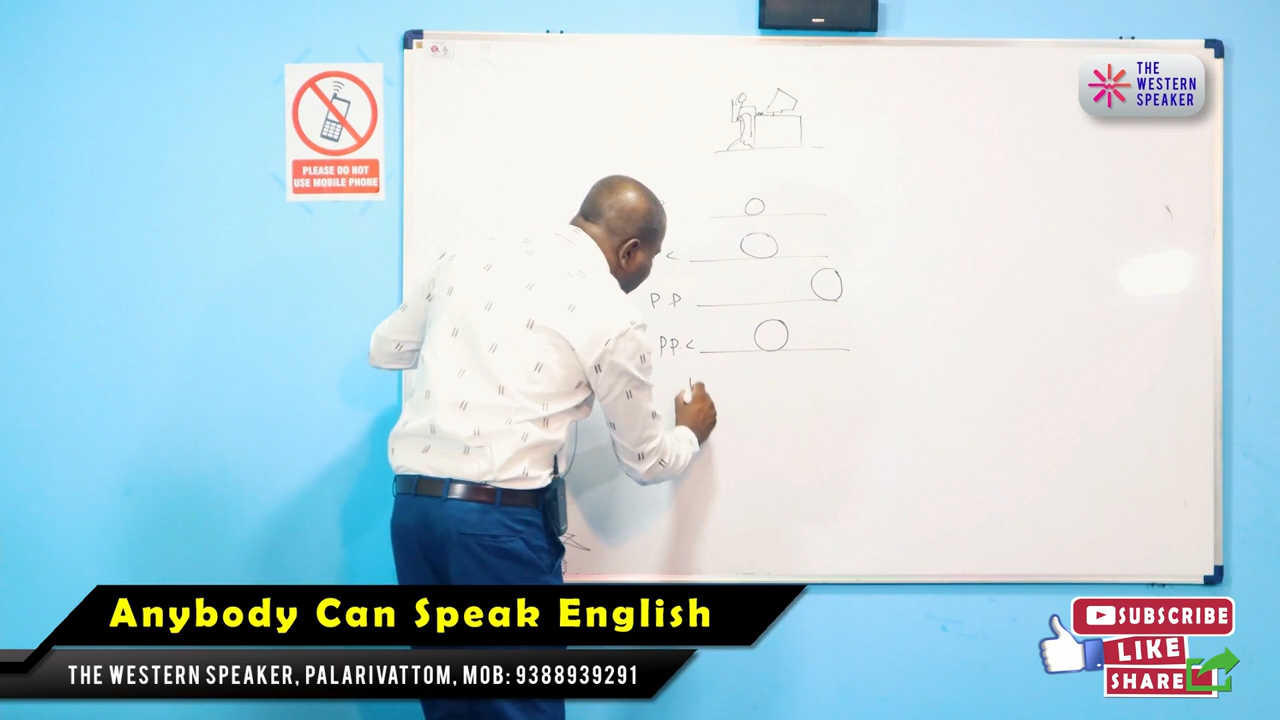 THE
WESTERN
SPEAKER
PLEASE DO NOT
USE MOBILE PHONE
P P
PP.C
Anybody Can Speak English
THE WESTERN SPEAKER, PALARIVATTOM, MOB: 9388939291
SUBSCRIBE
LIKE
SHARE